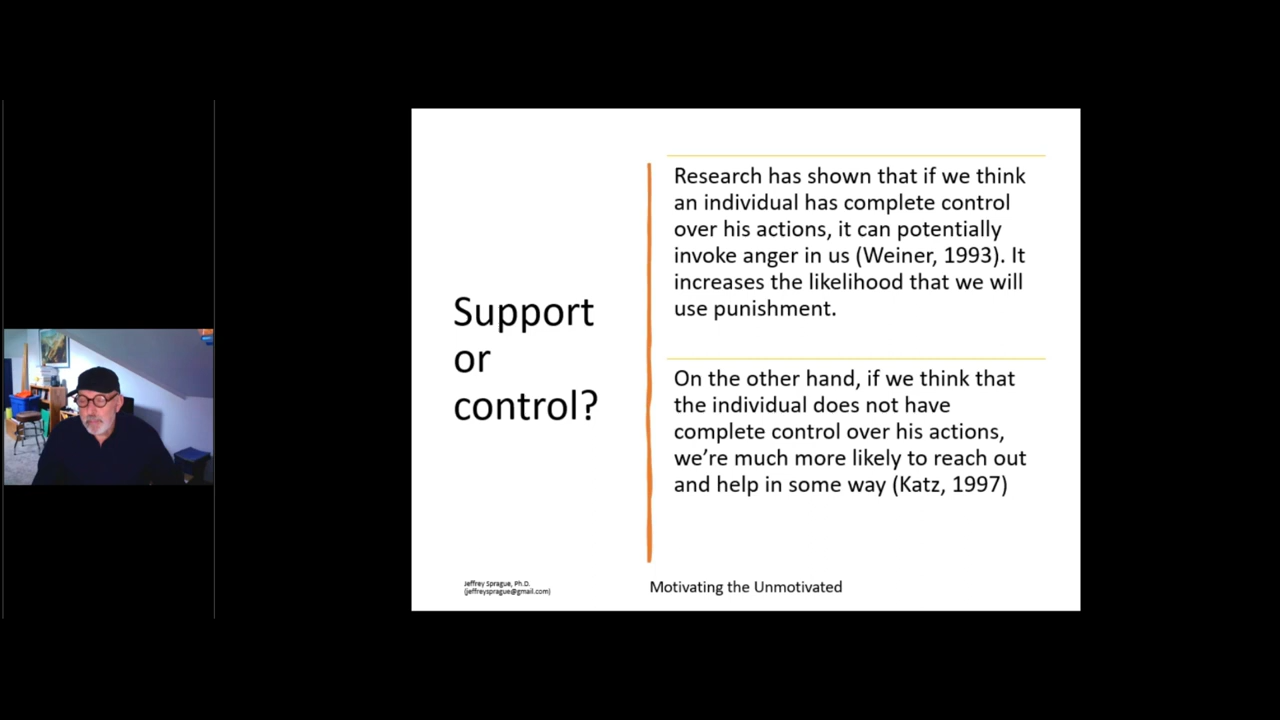 Support
or
control?
Research has shown that if we think
an individual has complete control
over his actions, it can potentially
invoke anger in us (Weiner, 1993). It
increases the likelihood that we will
use punishment.
On the other hand, if we think that
the individual does not have
complete control over his actions,
we’re much more likely to reach out
and help in some way (Katz, 1997)
Jeffrey Sprague, Ph.D.
(jeffreysprague@gmail.com)
Motivating the Unmotivated